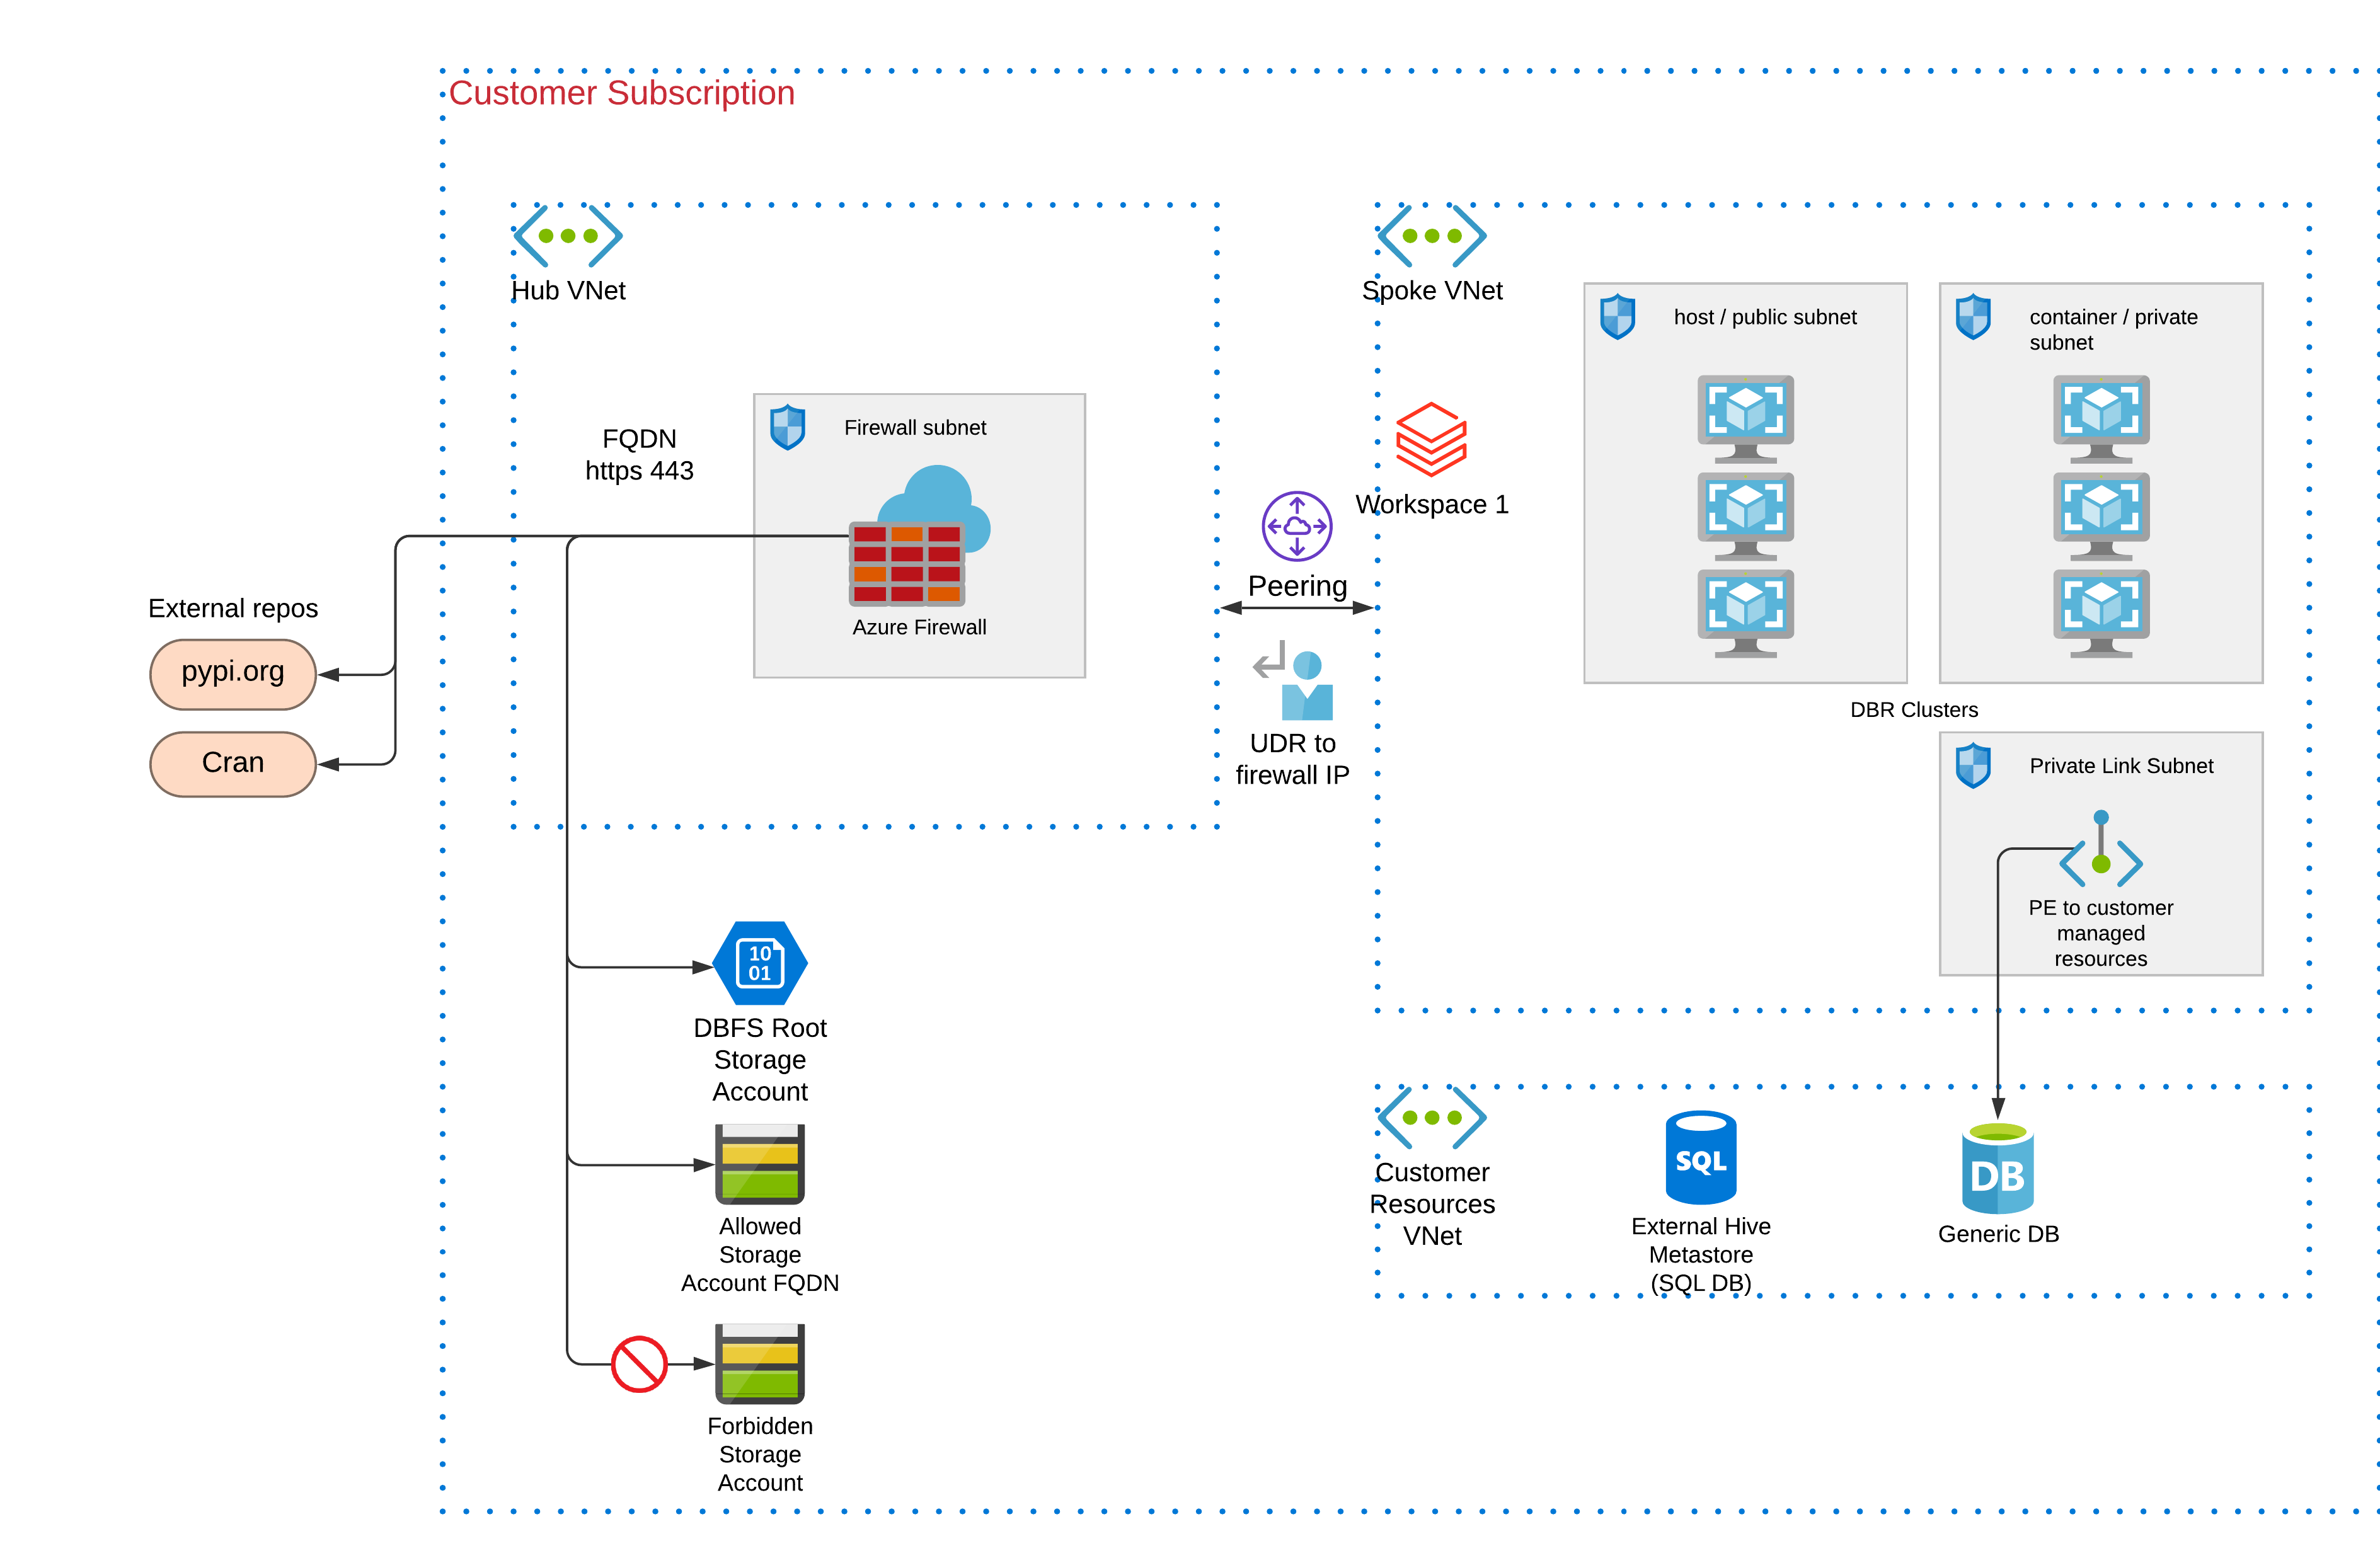 Customer Subscription
Hub VNet
Spoke VNet
host / public subnet
container / private
subnet
FQDN
https 443
Firewall subnet
Azure Firewall
Workspace 1
Peering
UDR to
firewall IP
External repos
pypi.org
Cran
DBR Clusters
Private Link Subnet
PE to customer
managed
resources
10
01
DBFS Root
Storage
Account
Allowed
Storage
Account FQDN
Forbidden
Storage
Account
Customer
Resources
VNet
SQL
External Hive
Metastore
(SQL DB)
DB
Generic DB